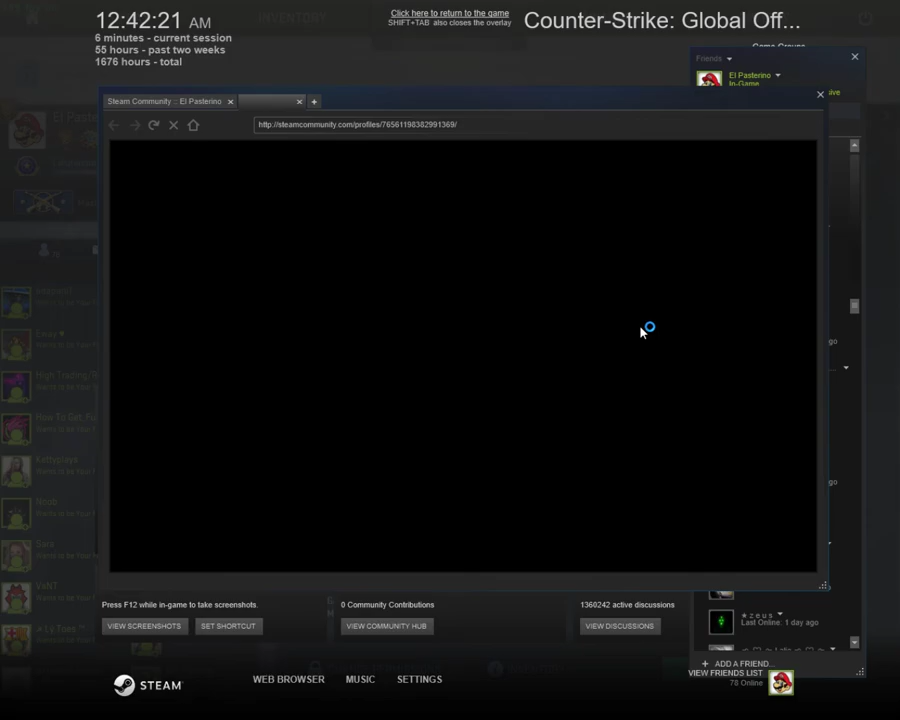 12:42:21 AM
6 minutes - current session
55 hours - past two weeks
1676 hours - total
INVENTORY
Click here to return to the game
SHIFT+TAB also closes the overlay
Counter-Strike: Global Off...
Game Groups
Friends
El Pasterino
In-Game
Steam Community :: El Pasterino
http://steamcommunity.com/profiles/76561198382991369/
Press F12 while in-game to take screenshots.
VIEW SCREENSHOTS
SET SHORTCUT
0 Community Contributions
VIEW COMMUNITY HUB
1360242 active discussions
VIEW DISCUSSIONS
★ z e u s
Last Online: 1 day ago
+ ADD A FRIEND...
VIEW FRIENDS LIST
78 Online
STEAM
WEB BROWSER
MUSIC
SETTINGS